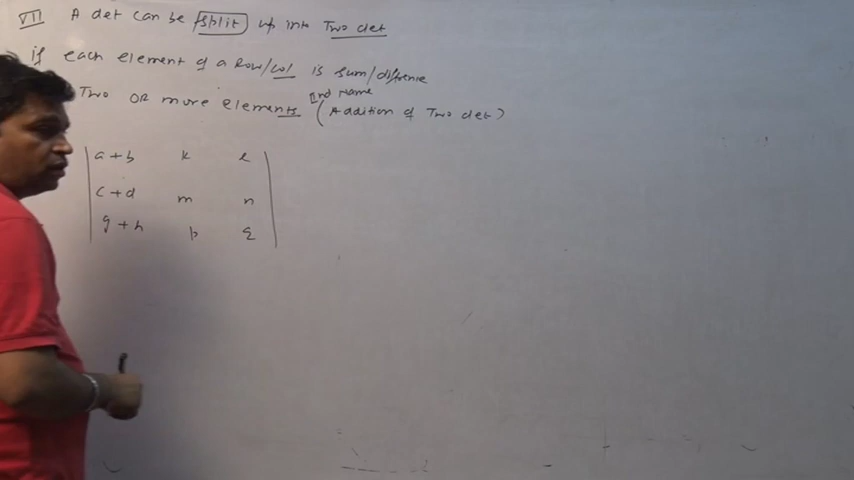 VII A det can be split up into Two det
if each element of a Row/Col is sum/difference
Two OR more elements (Addition of Two det)
IInd Name
a+b k l
c+d m n
g+h p q